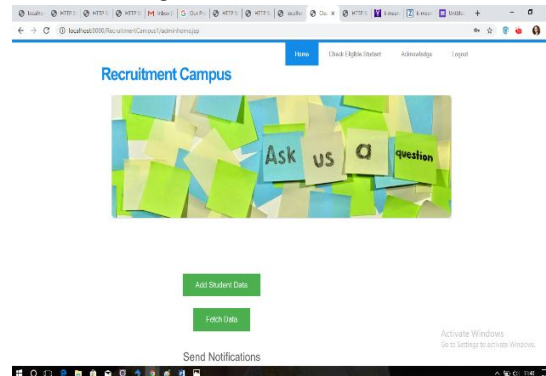 localhost:8080/RecruitmentCampus1/adminhome.jsp
Home Check Eligible Student Acknowledge Logout
Recruitment Campus
Ask us a question
Add Student Data
Fetch Data
Send Notifications
Activate Windows
Go to Settings to activate Windows.